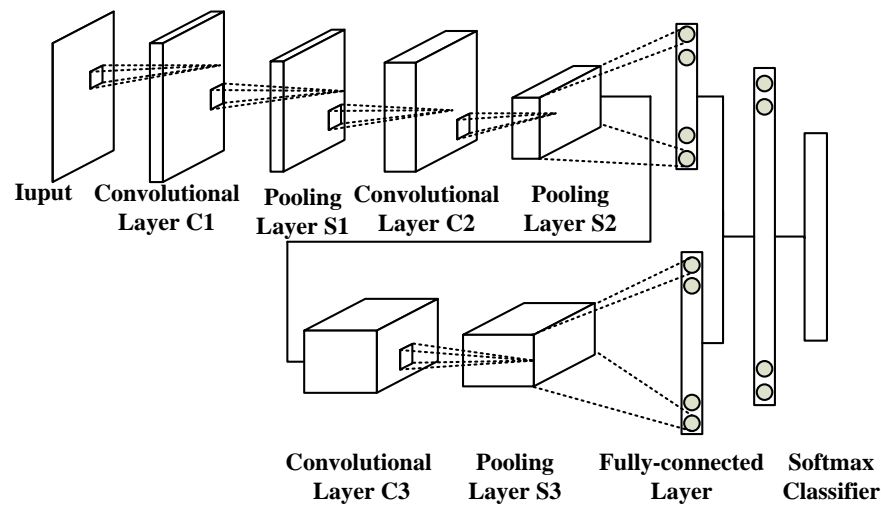 Iuput
Convolutional
Layer C1
Pooling
Layer S1
Convolutional
Layer C2
Pooling
Layer S2
Convolutional
Layer C3
Pooling
Layer S3
Fully-connected
Layer
Softmax
Classifier